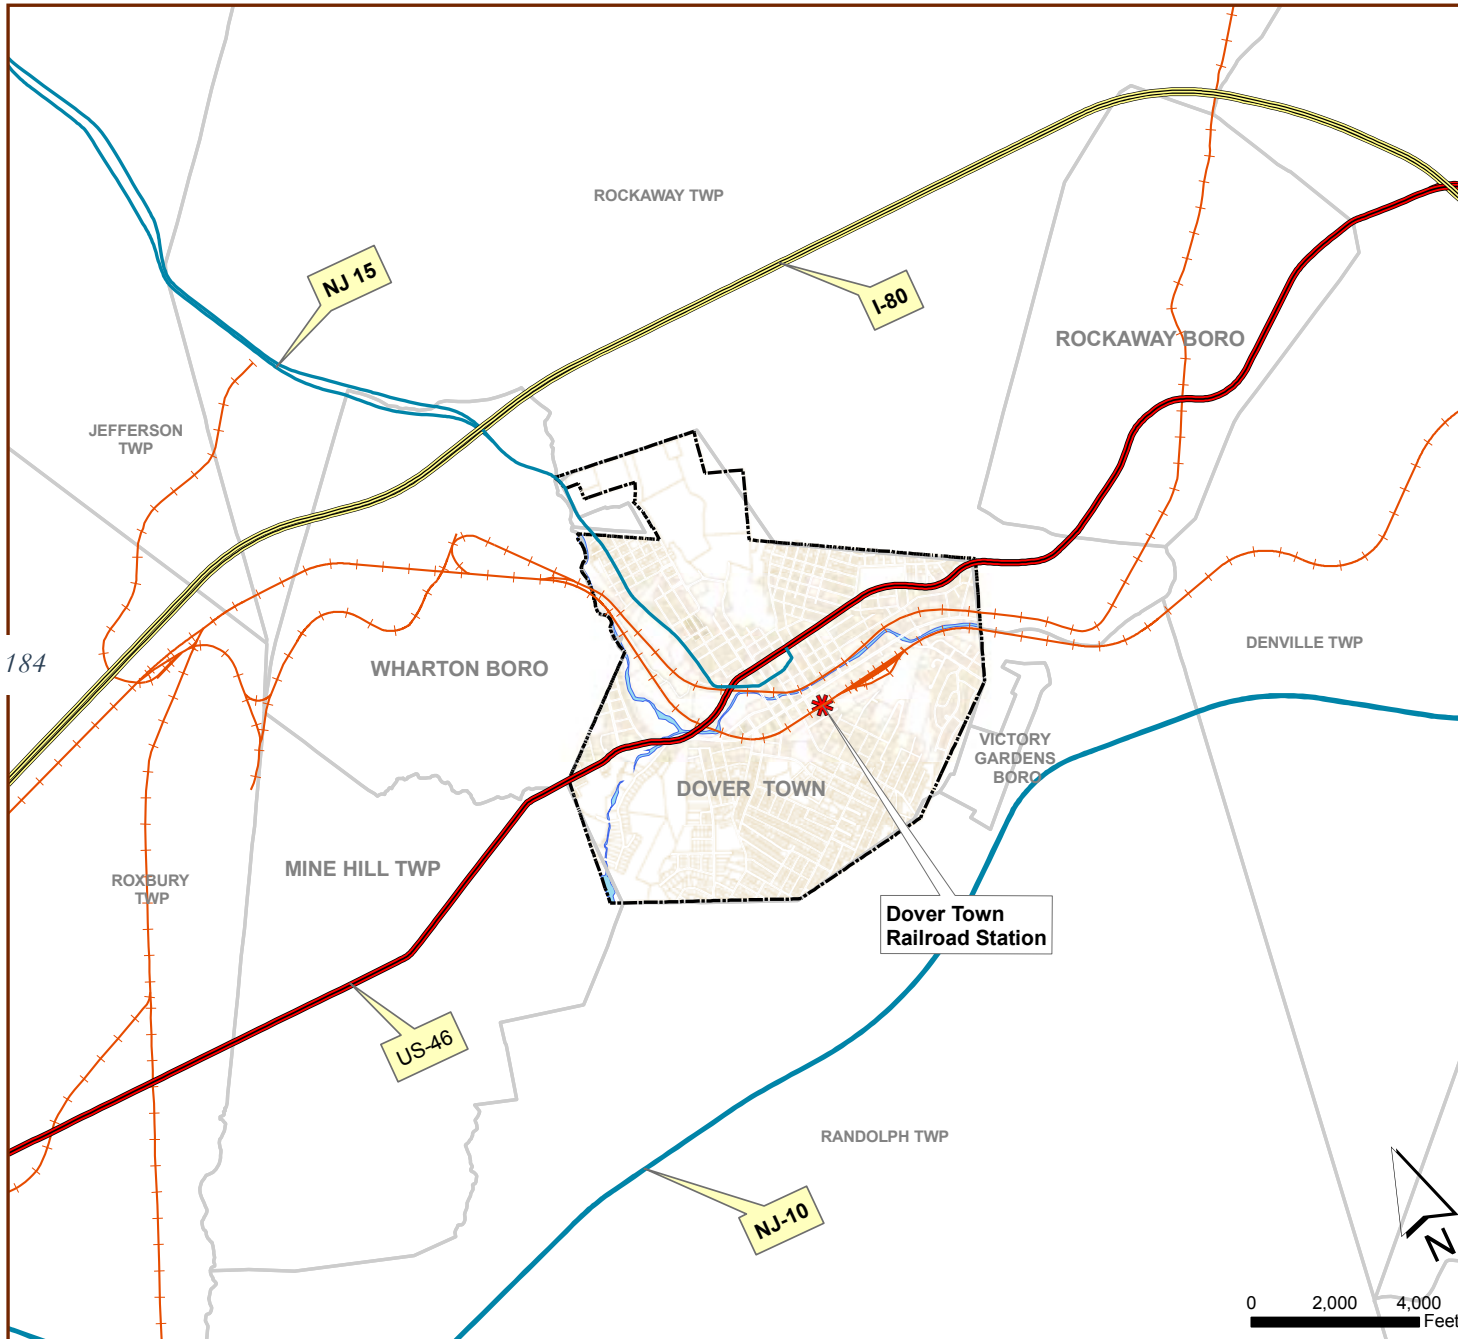 ROCKAWAY TWP
NJ 15
I-80
ROCKAWAY BORO
JEFFERSON
TWP
184
WHARTON BORO
DENVILLE TWP
VICTORY
GARDENS
BORO
DOVER TOWN
MINE HILL TWP
ROXBURY
TWP
Dover Town
Railroad Station
US-46
RANDOLPH TWP
NJ-10
N
0 2,000 4,000
Feet